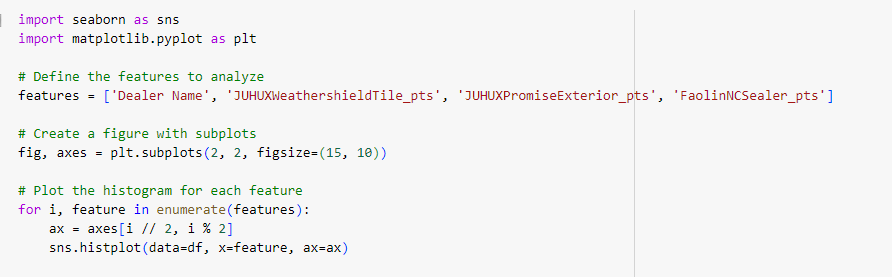 import seaborn as sns
import matplotlib.pyplot as plt
# Define the features to analyze
features = ['Dealer Name', 'JUHUXWeathershieldTile_pts', 'JUHUXPromiseExterior_pts', 'FaolinNCSealer_pts']
# Create a figure with subplots
fig, axes = plt.subplots(2, 2, figsize=(15, 10))
# Plot the histogram for each feature
for i, feature in enumerate(features):
    ax = axes[i // 2, i % 2]
    sns.histplot(data=df, x=feature, ax=ax)